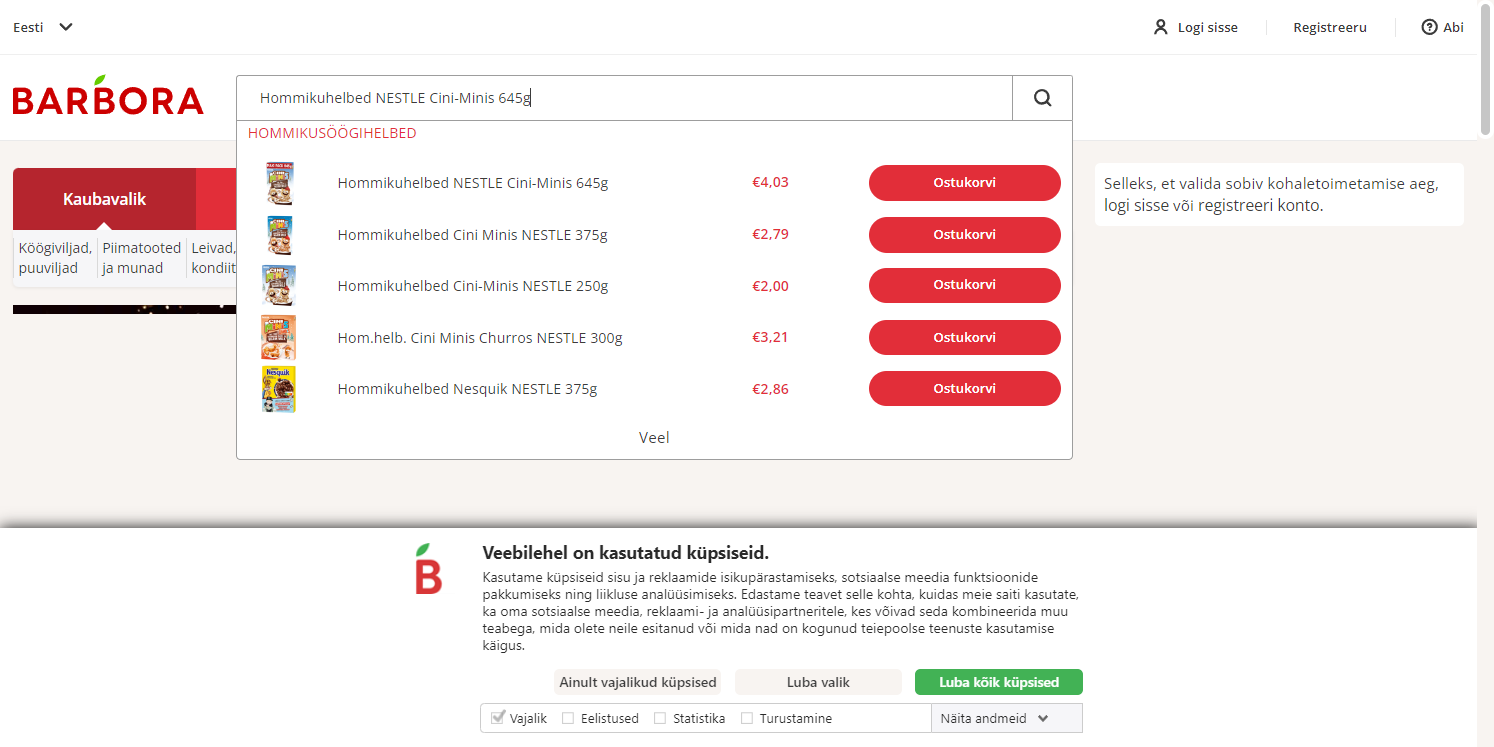 Eesti
Logi sisse
Registreeru
Abi
BARBORA
Hommikuhelbed NESTLE Cini-Minis 645g
HOMMIKUSÖÖGIHELBED
Hommikuhelbed NESTLE Cini-Minis 645g €4,03 Ostukorvi
Hommikuhelbed Cini Minis NESTLE 375g €2,79 Ostukorvi
Hommikuhelbed Cini-Minis NESTLE 250g €2,00 Ostukorvi
Hom.helb. Cini Minis Churros NESTLE 300g €3,21 Ostukorvi
Nesquik
Hommikuhelbed Nesquik NESTLE 375g €2,86 Ostukorvi
Veel
Kaubavalik
Köögiviljad,
puuviljad
Piimatooted
ja munad
Leivad,
kondiit
Selleks, et valida sobiv kohaletoimetamise aeg,
logi sisse või registreeri konto.
B
Veebilehel on kasutatud küpsiseid.
Kasutame küpsiseid sisu ja reklaamide isikupärastamiseks, sotsiaalse meedia funktsioonide
pakkumiseks ning liikluse analüüsimiseks. Edastame teavet selle kohta, kuidas meie saiti kasutate,
ka oma sotsiaalse meedia, reklaami- ja analüüsipartneritele, kes võivad seda kombineerida muu
teabega, mida olete neile esitanud või mida nad on kogunud teiepoolse teenuste kasutamise
käigus.
Ainult vajalikud küpsised
Luba valik
Luba kõik küpsised
Vajalik
Eelistused
Statistika
Turustamine
Näita andmeid